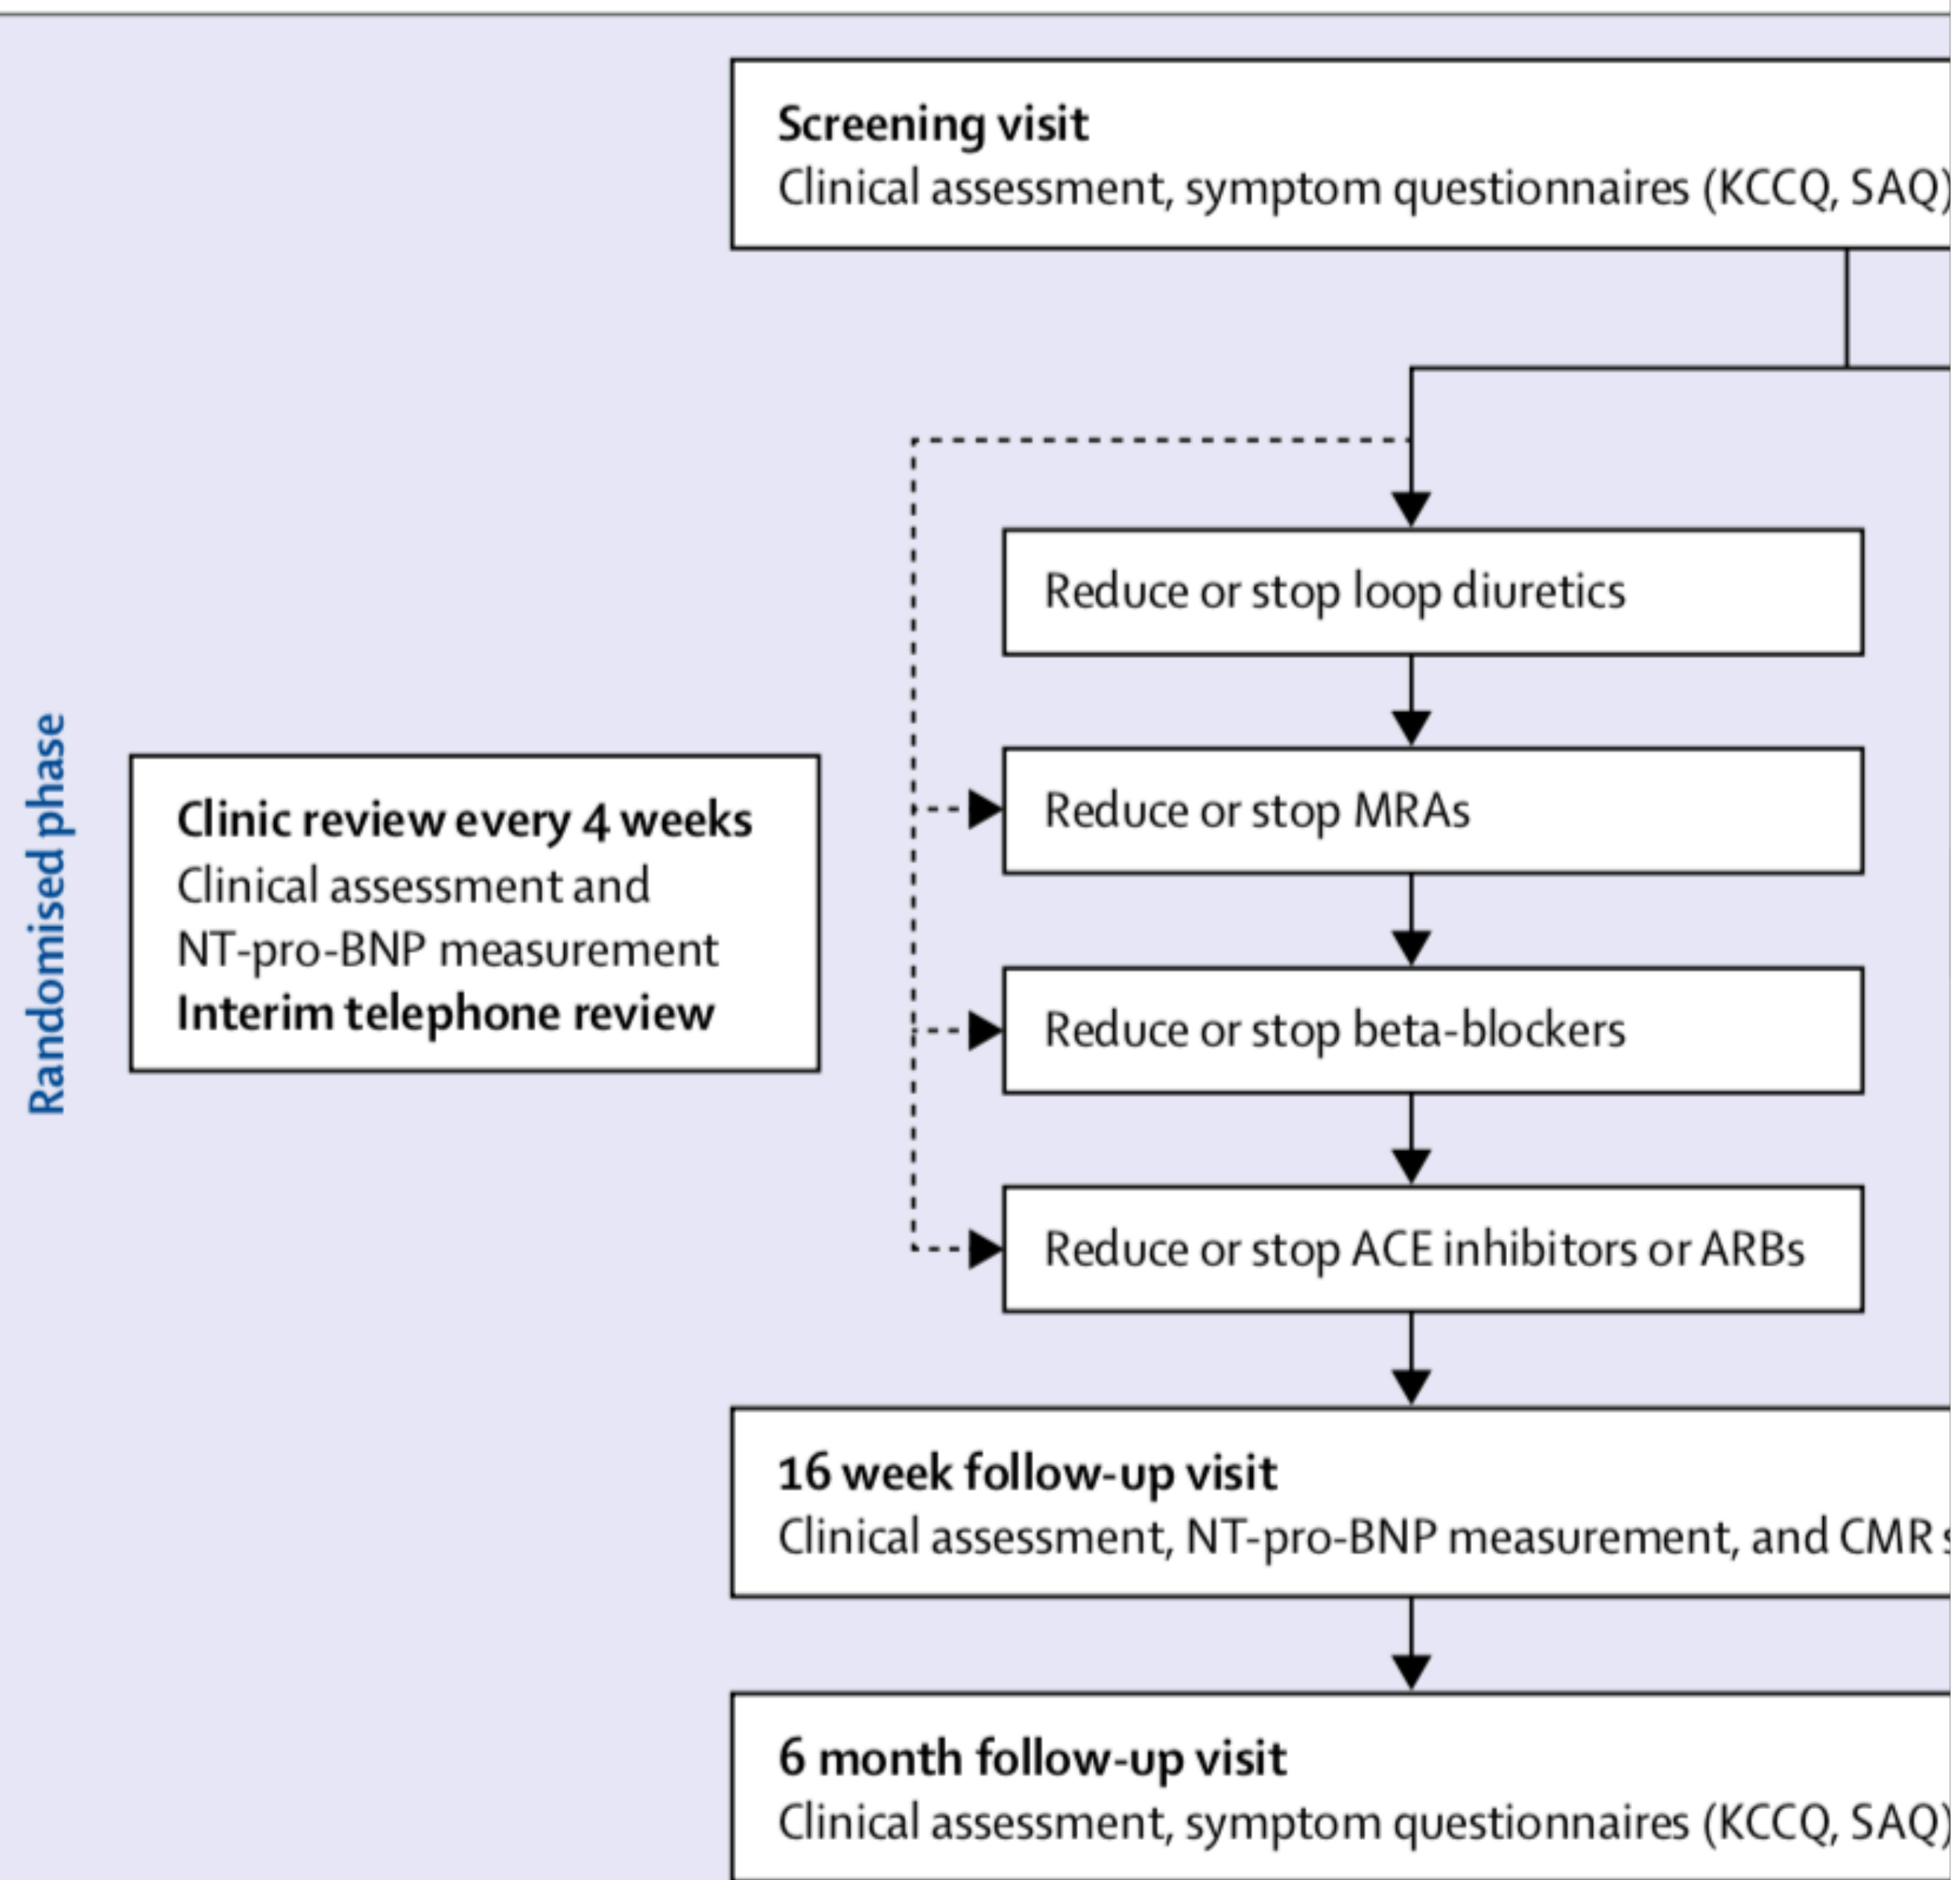 Screening visit
Clinical assessment, symptom questionnaires (KCCQ, SAQ)
Reduce or stop loop diuretics
Randomised phase
Clinic review every 4 weeks
Clinical assessment and
NT-pro-BNP measurement
Interim telephone review
Reduce or stop MRAs
Reduce or stop beta-blockers
Reduce or stop ACE inhibitors or ARBs
16 week follow-up visit
Clinical assessment, NT-pro-BNP measurement, and CMR
6 month follow-up visit
Clinical assessment, symptom questionnaires (KCCQ, SAQ)